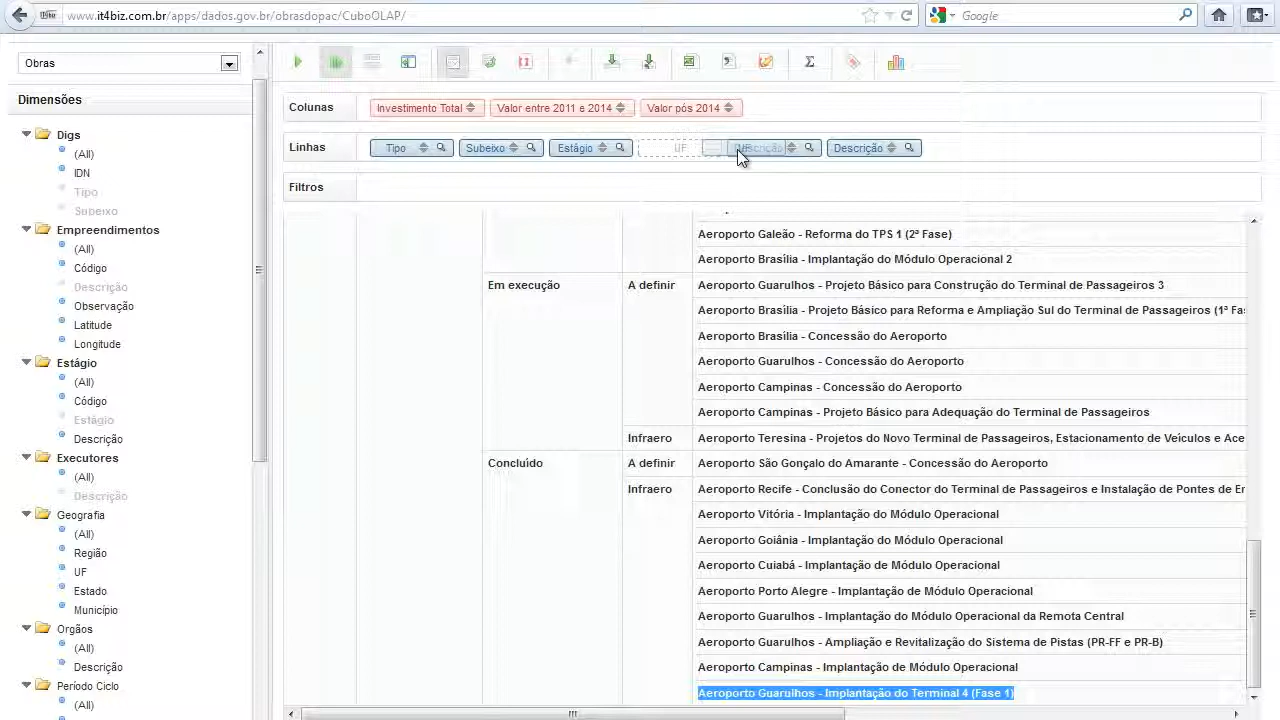 www.it4biz.com.br/apps/dados.gov.br/obrasdopac/CuboOLAP/
Google
Obras
Dimensões
Digs
(All)
IDN
Tipo
Subeixo
Empreendimentos
(All)
Código
Descrição
Observação
Latitude
Longitude
Estágio
(All)
Código
Estágio
Descrição
Executores
(All)
Descrição
Geografia
(All)
Região
UF
Estado
Município
Orgãos
(All)
Descrição
Período Ciclo
(All)
Colunas
Investimento Total
Valor entre 2011 e 2014
Valor pós 2014
Linhas
Tipo
Subeixo
Estágio
UF
Descrição
Descrição
Filtros
Aeroporto Galeão - Reforma do TPS 1 (2ª Fase)
Aeroporto Brasília - Implantação do Módulo Operacional 2
Em execução
A definir
Aeroporto Guarulhos - Projeto Básico para Construção do Terminal de Passageiros 3
Aeroporto Brasília - Projeto Básico para Reforma e Ampliação Sul do Terminal de Passageiros (1ª Fa
Aeroporto Brasília - Concessão do Aeroporto
Aeroporto Guarulhos - Concessão do Aeroporto
Aeroporto Campinas - Concessão do Aeroporto
Aeroporto Campinas - Projeto Básico para Adequação do Terminal de Passageiros
Infraero
Aeroporto Teresina - Projetos do Novo Terminal de Passageiros, Estacionamento de Veículos e Ace
Concluído
A definir
Aeroporto São Gonçalo do Amarante - Concessão do Aeroporto
Infraero
Aeroporto Recife - Conclusão do Conector do Terminal de Passageiros e Instalação de Pontes de Er
Aeroporto Vitória - Implantação do Módulo Operacional
Aeroporto Goiânia - Implantação do Módulo Operacional
Aeroporto Cuiabá - Implantação de Módulo Operacional
Aeroporto Porto Alegre - Implantação de Módulo Operacional
Aeroporto Guarulhos - Implantação do Módulo Operacional da Remota Central
Aeroporto Guarulhos - Ampliação e Revitalização do Sistema de Pistas (PR-FF e PR-B)
Aeroporto Campinas - Implantação de Módulo Operacional
Aeroporto Guarulhos - Implantação do Terminal 4 (Fase 1)